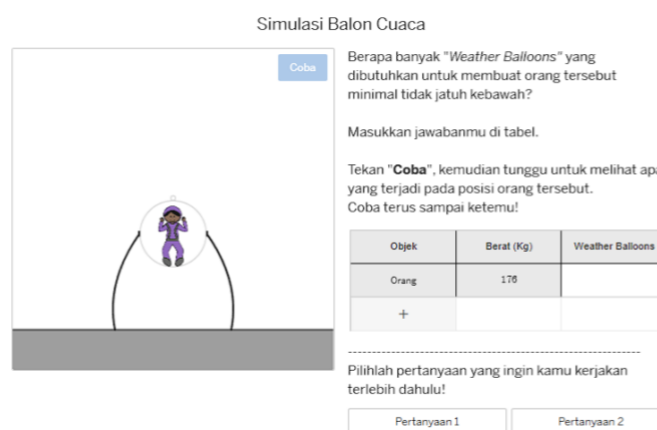 Simulasi Balon Cuaca
Coba
Berapa banyak "Weather Balloons" yang
dibutuhkan untuk membuat orang tersebut
minimal tidak jatuh kebawah?
Masukkan jawabanmu di tabel.
Tekan "Coba", kemudian tunggu untuk melihat apa
yang terjadi pada posisi orang tersebut.
Coba terus sampai ketemu!
Objek Berat (Kg) Weather Balloons
Orang 176
+
Pilihlah pertanyaan yang ingin kamu kerjakan
terlebih dahulu!
Pertanyaan 1 Pertanyaan 2